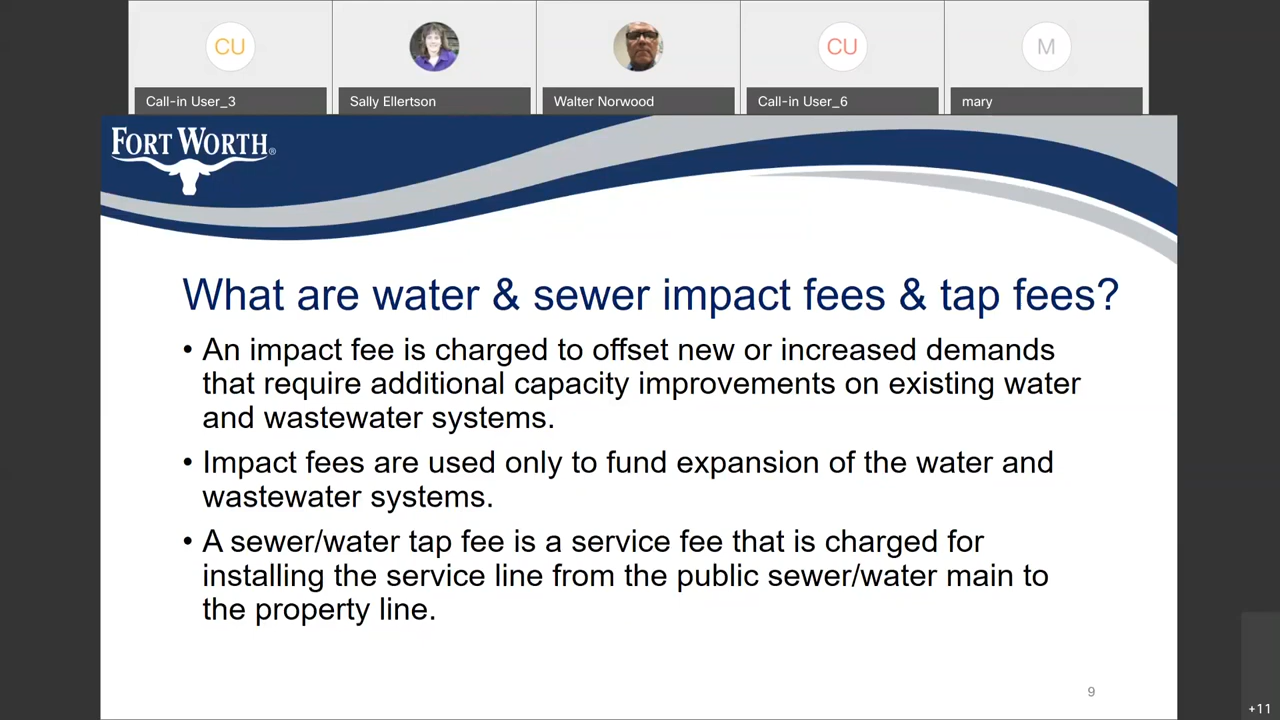 CU
CU
M
Call-in User_3
Sally Ellertson
Walter Norwood
Call-in User_6
mary
FORT WORTH®
What are water & sewer impact fees & tap fees?
• An impact fee is charged to offset new or increased demands
that require additional capacity improvements on existing water
and wastewater systems.
• Impact fees are used only to fund expansion of the water and
wastewater systems.
• A sewer/water tap fee is a service fee that is charged for
installing the service line from the public sewer/water main to
the property line.
9
+11